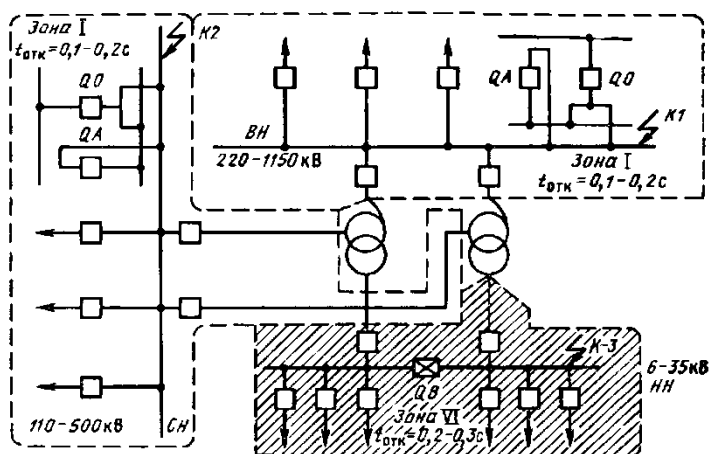 Зона I
tотк=0,1-0,2с
К2
QO
QA
110-500кВ
СН
ВН
220-1150кВ
QA
QO
К1
Зона I
tотк=0,1-0,2с
К-3
6-35кВ
НН
QB
Зона VI
tотк=0,2-0,3с